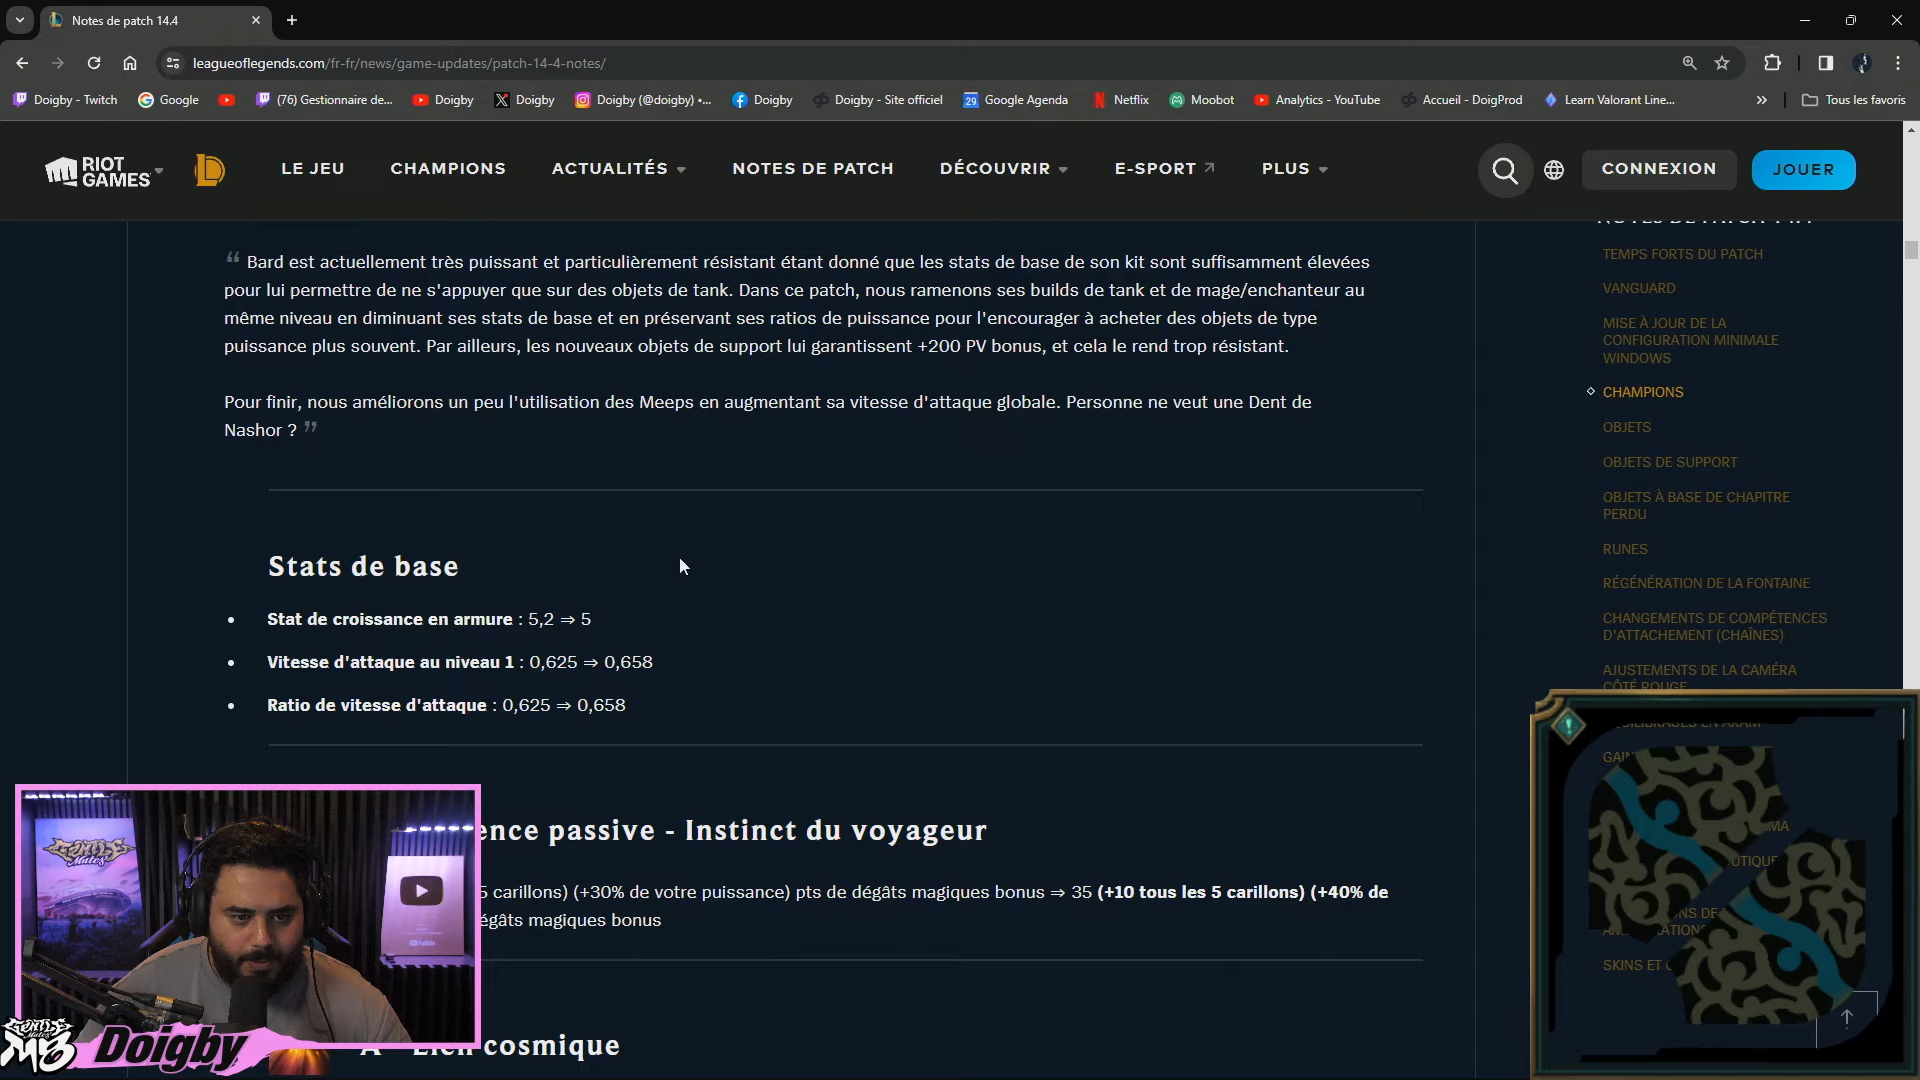 Notes de patch 14.4
leagueoflegends.com/fr-fr/news/game-updates/patch-14-4-notes/
Doigby - Twitch
Google
(76) Gestionnaire de...
Doigby
Doigby
Doigby (@doigby) •...
Doigby
Doigby - Site officiel
29
Google Agenda
Netflix
Moobot
Analytics - YouTube
Accueil - DoigProd
Learn Valorant Line...
»
Tous les favoris
RIOT
GAMES
LE JEU
CHAMPIONS
ACTUALITÉS
NOTES DE PATCH
DÉCOUVRIR
E-SPORT
PLUS
CONNEXION
JOUER
“ Bard est actuellement très puissant et particulièrement résistant étant donné que les stats de base de son kit sont suffisamment élevées
pour lui permettre de ne s'appuyer que sur des objets de tank. Dans ce patch, nous ramenons ses builds de tank et de mage/enchanteur au
même niveau en diminuant ses stats de base et en préservant ses ratios de puissance pour l'encourager à acheter des objets de type
puissance plus souvent. Par ailleurs, les nouveaux objets de support lui garantissent +200 PV bonus, et cela le rend trop résistant.
Pour finir, nous améliorons un peu l'utilisation des Meeps en augmentant sa vitesse d'attaque globale. Personne ne veut une Dent de
Nashor ? ”
Stats de base
• Stat de croissance en armure : 5,2 ⇒ 5
• Vitesse d'attaque au niveau 1 : 0,625 ⇒ 0,658
• Ratio de vitesse d'attaque : 0,625 ⇒ 0,658
ence passive - Instinct du voyageur
5 carillons) (+30% de votre puissance) pts de dégâts magiques bonus ⇒ 35 (+10 tous les 5 carillons) (+40% de
égâts magiques bonus
cosmique
NOTES DE PATCH 14.4
TEMPS FORTS DU PATCH
VANGUARD
MISE À JOUR DE LA
CONFIGURATION MINIMALE
WINDOWS
CHAMPIONS
OBJETS
OBJETS DE SUPPORT
OBJETS À BASE DE CHAPITRE
PERDU
RUNES
RÉGÉNÉRATION DE LA FONTAINE
CHANGEMENTS DE COMPÉTENCES
D'ATTACHEMENT (CHAÎNES)
AJUSTEMENTS DE LA CAMÉRA
CÔTÉ ROUGE
GAIN
MA
UTIQUE
NS DE
ATIONS
SKINS ET
GENTLE
Mates
YouTube
GENTLE
Mates
M8
Doigby